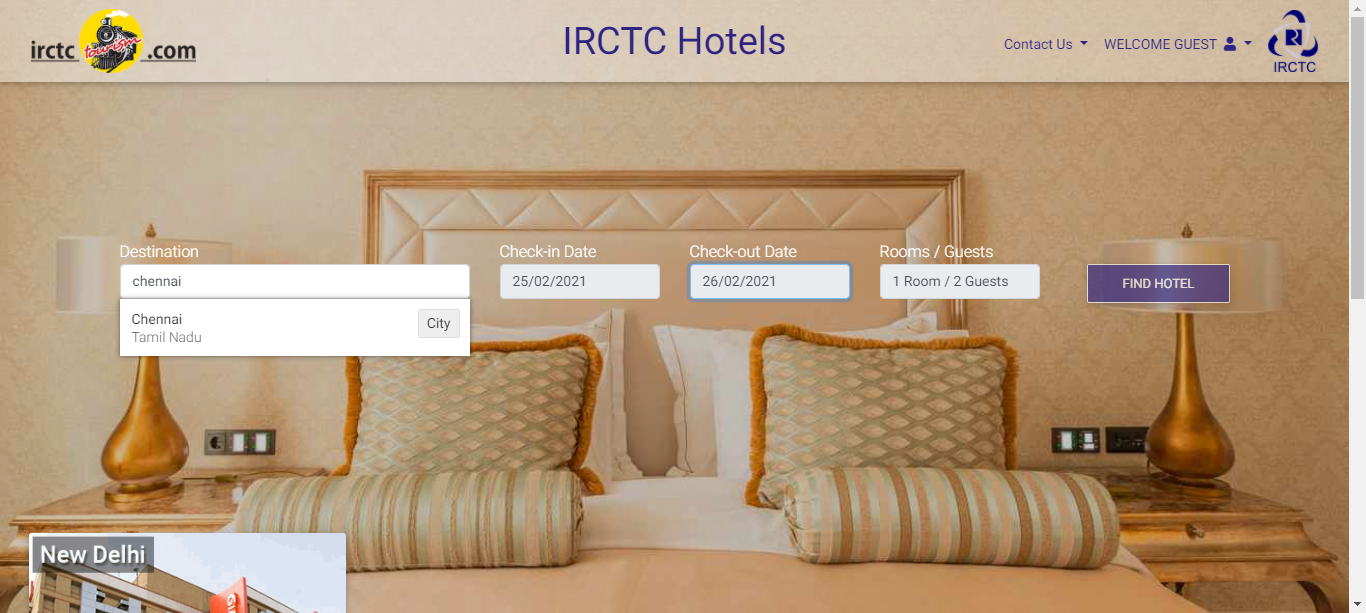 irctc tourism .com
IRCTC Hotels
Contact Us
WELCOME GUEST
IRCTC
Destination
Check-in Date
Check-out Date
Rooms / Guests
chennai
25/02/2021
26/02/2021
1 Room / 2 Guests
FIND HOTEL
Chennai
City
Tamil Nadu
New Delhi